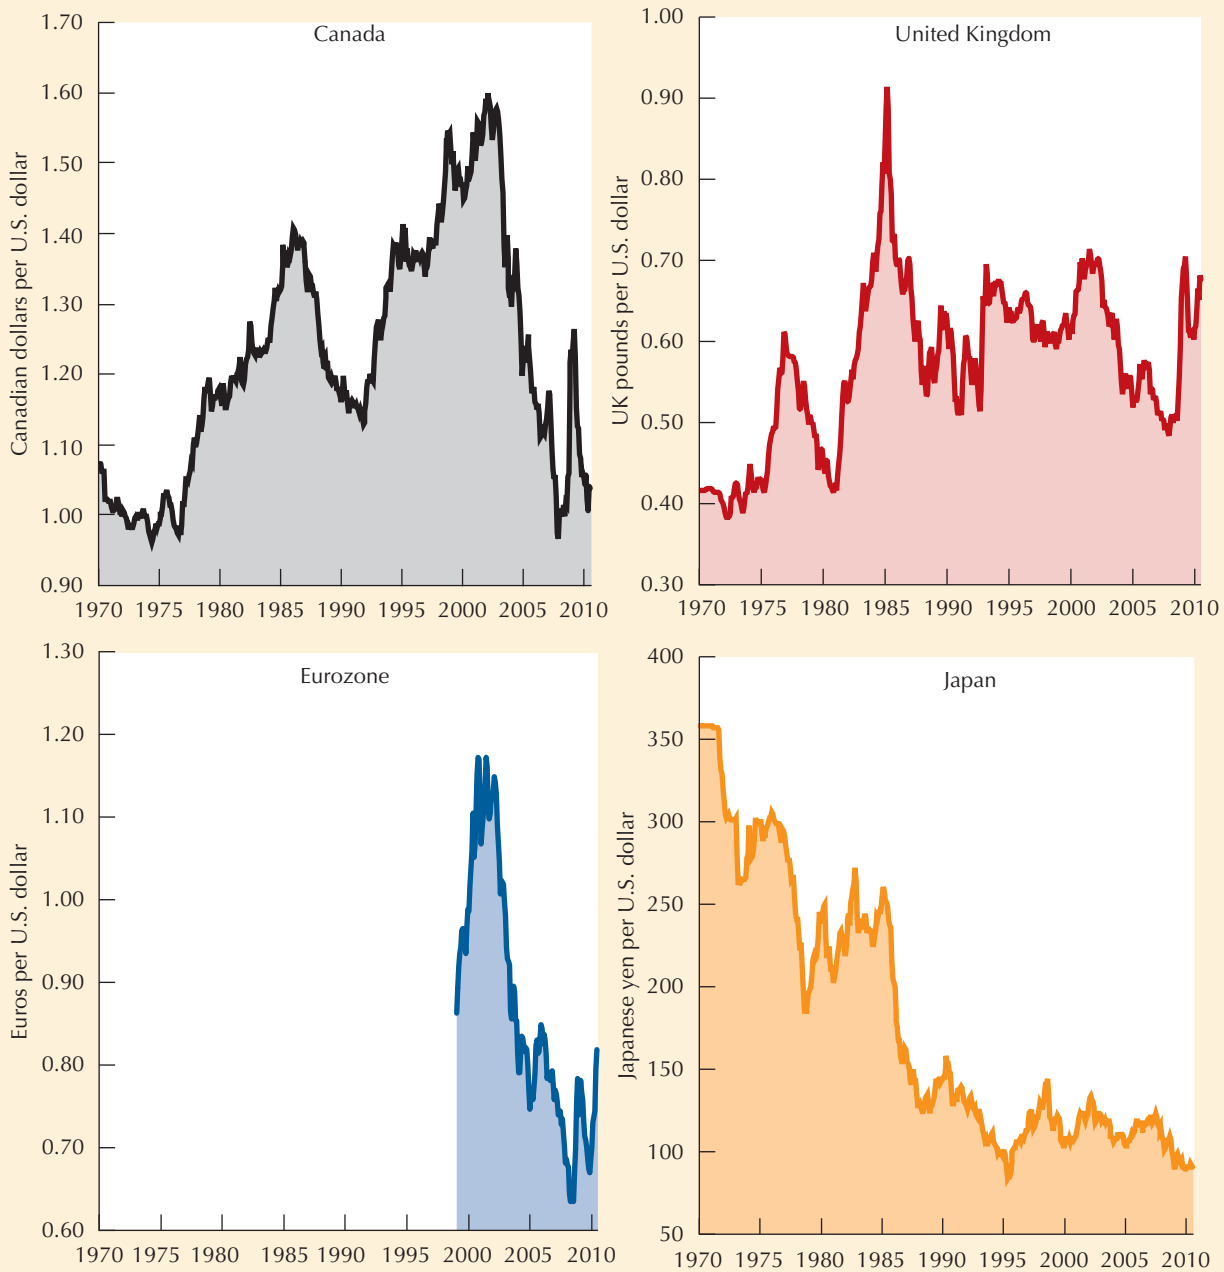 Canada
Canadian dollars per U.S. dollar
1.70
1.60
1.50
1.40
1.30
1.20
1.10
1.00
0.90
1970 1975 1980 1985 1990 1995 2000 2005 2010
United Kingdom
UK pounds per U.S. dollar
1.00
0.90
0.80
0.70
0.60
0.50
0.40
0.30
1970 1975 1980 1985 1990 1995 2000 2005 2010
Eurozone
Euros per U.S. dollar
1.30
1.20
1.10
1.00
0.90
0.80
0.70
0.60
1970 1975 1980 1985 1990 1995 2000 2005 2010
Japan
Japanese yen per U.S. dollar
400
350
300
250
200
150
100
50
1970 1975 1980 1985 1990 1995 2000 2005 2010